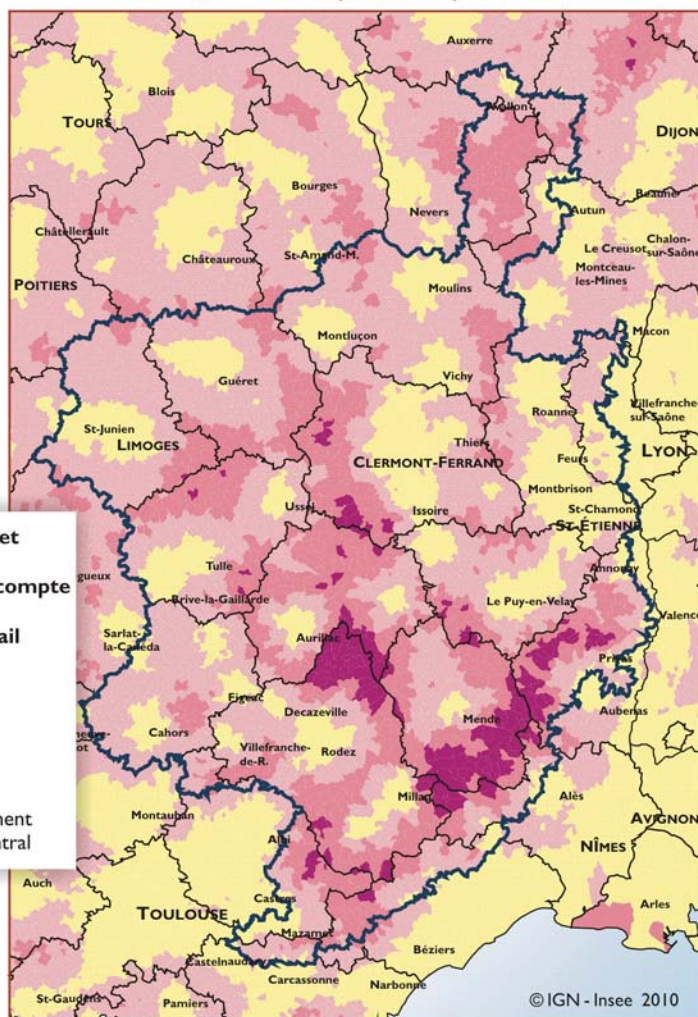 Auxerre
Blois
TOURS
Avallon
DIJON
Bourges
Beaune
Nevers
Autun
Châtellerault
Le Creusot
Chalon-
sur-Saône
Châteauroux
St-Amand-M.
Montceau-
les-Mines
POITIERS
Moulins
Montluçon
Macon
Guéret
Vichy
Villefranche-
sur-Saône
Roanne
St-Junien
LIMOGES
Thiers
LYON
CLERMONT-FERRAND
Feurs
Montbrison
Ussel
Issoire
St-Chamond
ST-ÉTIENNE
et
Tulle
Annonay
gueux
compte
Brive-la-Gaillarde
Le Puy-en-Velay
Valence
ail
Sarlat-
la-Canéda
Aurillac
Privas
Figeac
Decazeville
Mende
Aubenas
Cahors
Villefranche-
de-R.
Rodez
ot
Millau
Alès
ment
Montauban
AVIGNON
tral
Albi
NÎMES
Auch
Castres
Arles
TOULOUSE
Mazamet
Béziers
Castelnaudary
Carcassonne
St-Gaudens
Pamiers
Narbonne
© IGN - Insee 2010